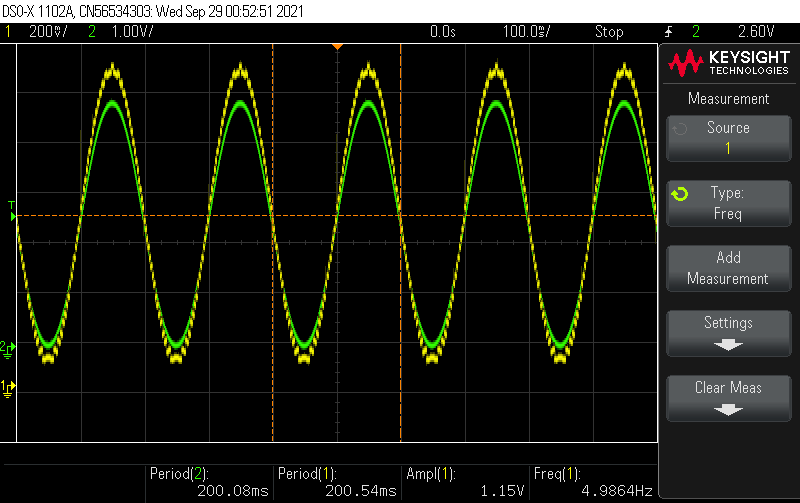 DSO-X 1102A, CN56534303: Wed Sep 29 00:52:51 2021
1 200%/ 2 1.00V/ 0.0s 100.0%/ Stop 2 2.60V
KEYSIGHT
TECHNOLOGIES
Measurement
Source
1
Type:
Freq
Add
Measurement
Settings
Clear Meas
T
2
1
Period(2): Period(1): Ampl(1): Freq(1):
200.08ms 200.54ms 1.15V 4.9864Hz